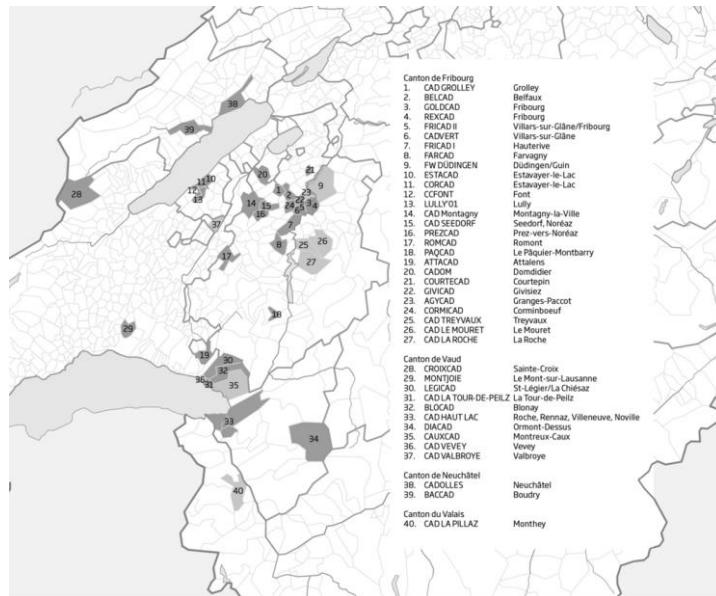 Canton de Fribourg
1. CAD GROLLEY Grolley
2. BELCAD Belfaux
3. GOLDCAD Fribourg
4. REXCAD Fribourg
5. FRICAD II Villars-sur-Glâne/Fribourg
6. CADVERT Villars-sur-Glâne
7. FRICAD I Hauterive
8. FARCAD Farvagny
9. FW DÜDINGEN Düdingen/Guin
10. ESTACAD Estavayer-le-Lac
11. CORCAD Estavayer-le-Lac
12. CCFONT Font
13. LULLY'01 Lully
14. CAD Montagny Montagny-la-Ville
15. CAD SEEDORF Seedorf, Noréaz
16. PREZCAD Prez-vers-Noréaz
17. ROMCAD Romont
18. PAQCAD Le Pâquier-Montbarry
19. ATTACAD Attalens
20. CADOM Domdidier
21. COURTECAD Courtepin
22. GIVICAD Givisiez
23. AGYCAD Granges-Paccot
24. CORMICAD Corminboeuf
25. CAD TREYVAUX Treyvaux
26. CAD LE MOURET Le Mouret
27. CAD LA ROCHE La Roche
Canton de Vaud
28. CROIXCAD Sainte-Croix
29. MONTJOIE Le Mont-sur-Lausanne
30. LEGICAD St-Légier/La Chiésaz
31. CAD LA TOUR-DE-PEILZ La Tour-de-Peilz
32. BLOCAD Blonay
33. CAD HAUT LAC Roche, Rennaz, Villeneuve, Noville
34. DIACAD Ormont-Dessus
35. CAUXCAD Montreux-Caux
36. CAD VEVEY Vevey
37. CAD VALBROYE Valbroye
Canton de Neuchâtel
38. CADOLLES Neuchâtel
39. BACCAD Boudry
Canton du Valais
40. CAD LA PILLAZ Monthey
38
39
20
21
28
11 10
12
13
1
2
23
9
14
15
16
24
22
5
3
4
6
37
7
8
25
26
27
17
18
29
19
30
32
36
31
35
33
34
40